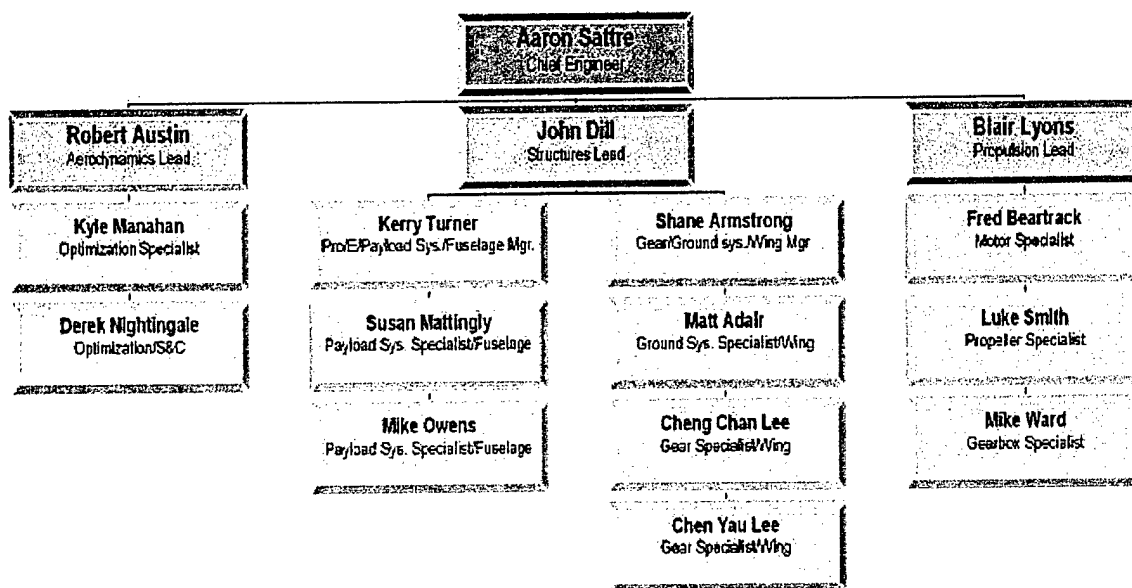 Aaron Sattre
Chief Engineer
Robert Austin
Aerodynamics Lead
John Dill
Structures Lead
Blair Lyons
Propulsion Lead
Kyle Manahan
Optimization Specialist
Derek Nightingale
Optimization/S&C
Kerry Turner
Pro/E/Payload Sys./Fuselage Mgr.
Susan Mattingly
Payload Sys. Specialist/Fuselage
Mike Owens
Payload Sys. Specialist/Fuselage
Shane Armstrong
Gear/Ground sys./Wing Mgr
Matt Adair
Ground Sys. Specialist/Wing
Cheng Chan Lee
Gear Specialist/Wing
Chen Yau Lee
Gear Specialist/Wing
Fred Beartrack
Motor Specialist
Luke Smith
Propeller Specialist
Mike Ward
Gearbox Specialist